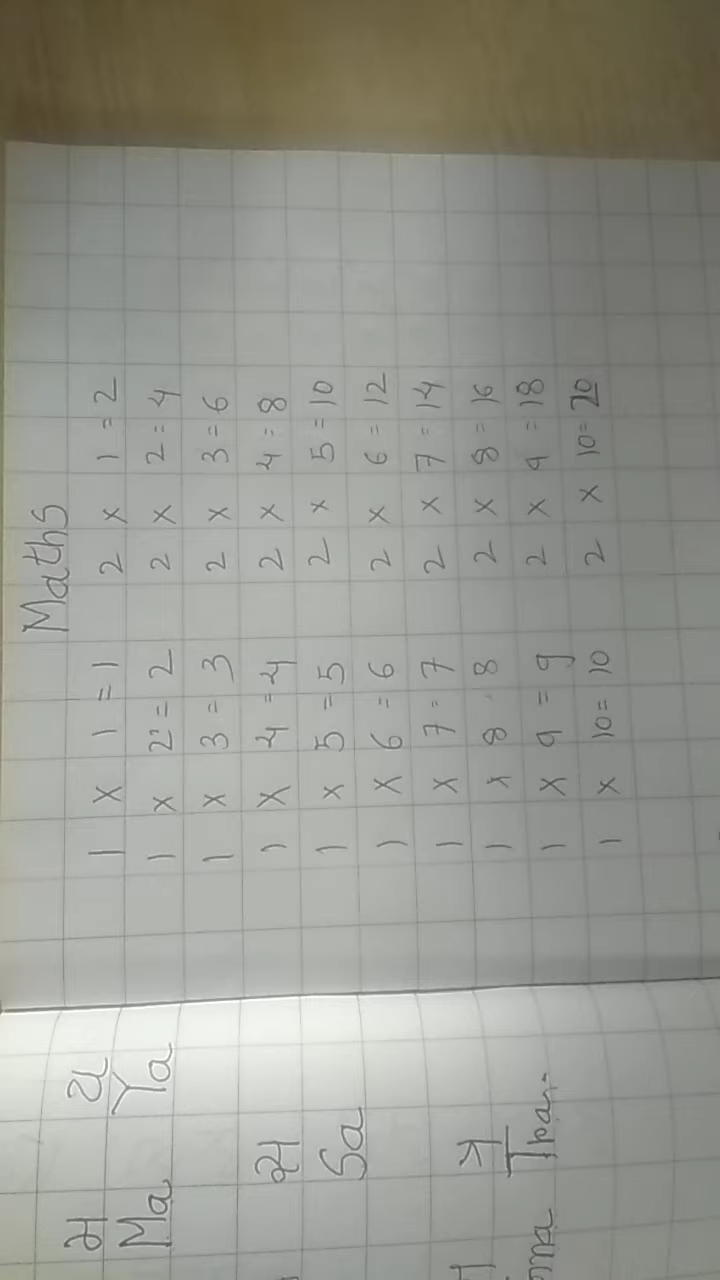 Maths
1 x 1 = 1 2 x 1 = 2
1 x 2 = 2 2 x 2 = 4
1 x 3 = 3 2 x 3 = 6
1 x 4 = 4 2 x 4 = 8
1 x 5 = 5 2 x 5 = 10
1 x 6 = 6 2 x 6 = 12
1 x 7 = 7 2 x 7 = 14
1 x 8 = 8 2 x 8 = 16
1 x 9 = 9 2 x 9 = 18
1 x 10 = 10 2 x 10 = 20
म य
Ma Ya
स
Sa